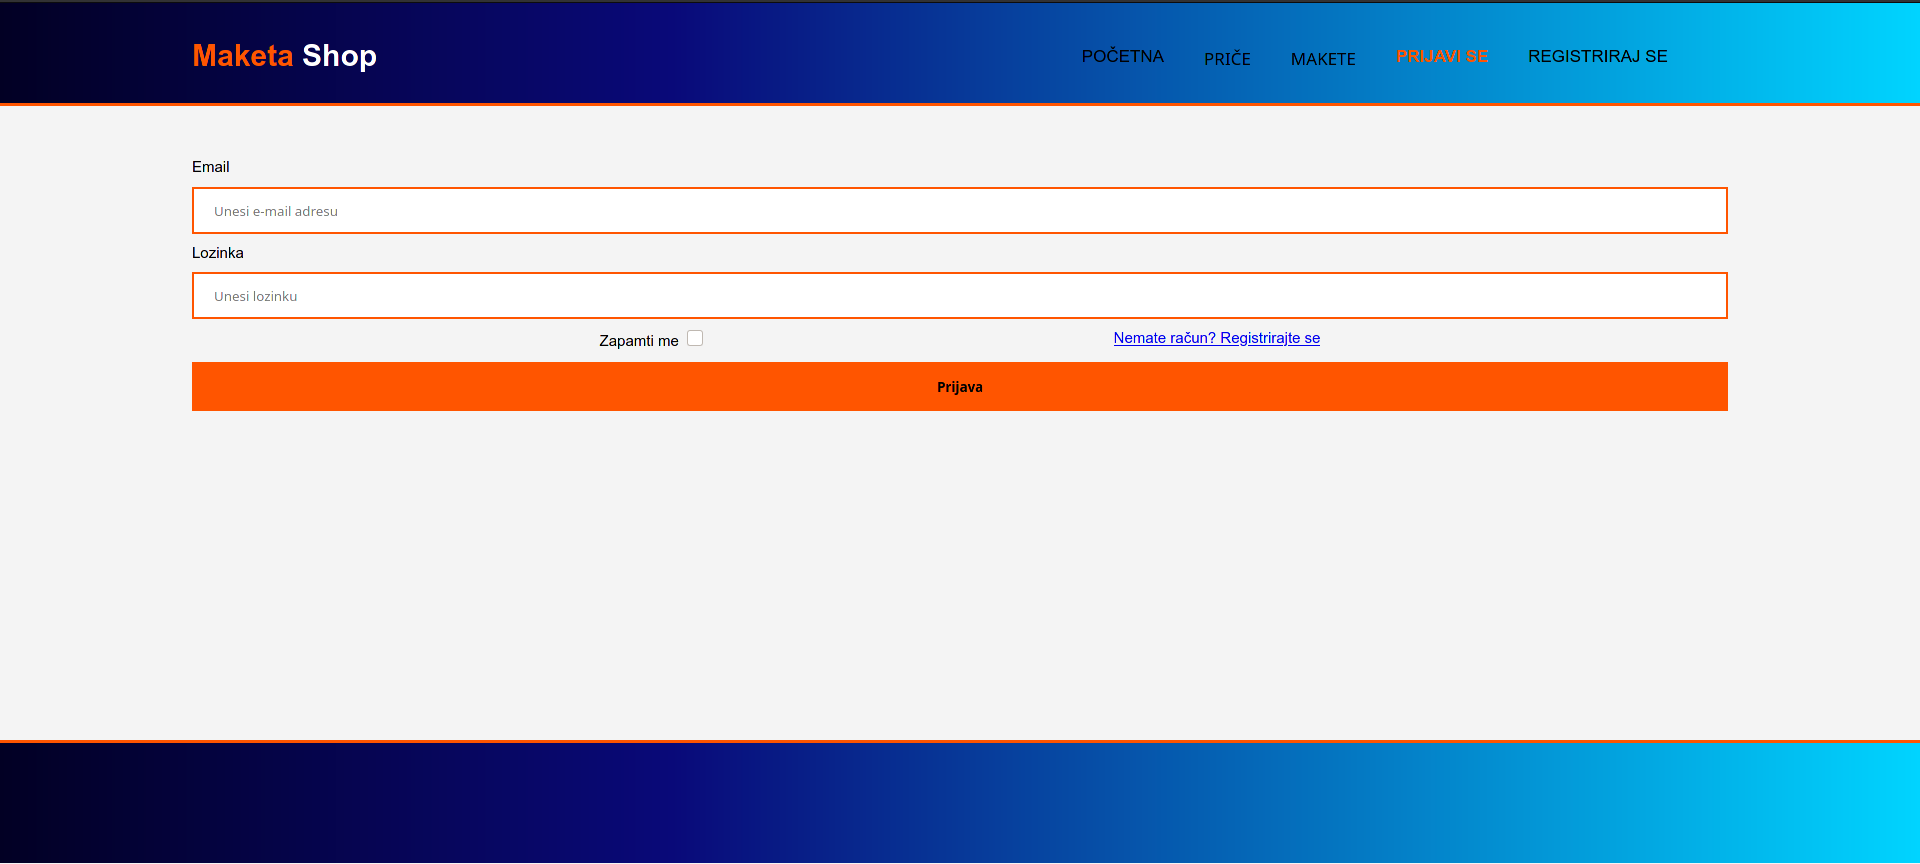 Maketa Shop
POČETNA PRIČE MAKETE PRIJAVI SE REGISTRIRAJ SE
Email
Unesi e-mail adresu
Lozinka
Unesi lozinku
Zapamti me Nemate račun? Registrirajte se
Prijava